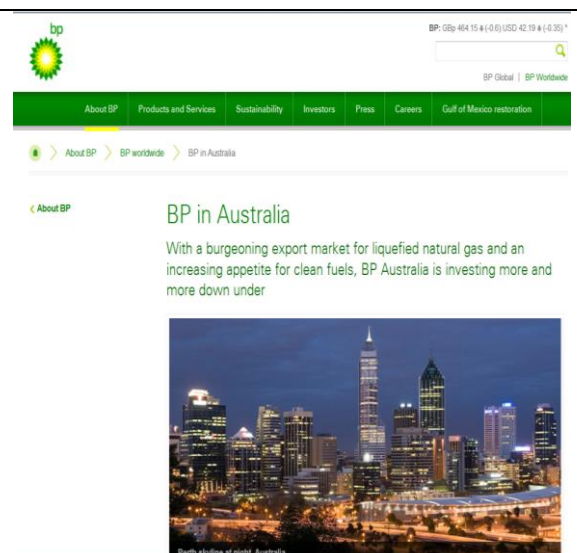 bp
BP: GBp 464.15 (-0.6) USD 42.19 (-0.35) *
BP Global | BP Worldwide
About BP Products and Services Sustainability Investors Press Careers Gulf of Mexico restoration
About BP BP worldwide BP in Australia
About BP
BP in Australia
With a burgeoning export market for liquefied natural gas and an
increasing appetite for clean fuels, BP Australia is investing more and
more down under
Perth skyline at night, Australia